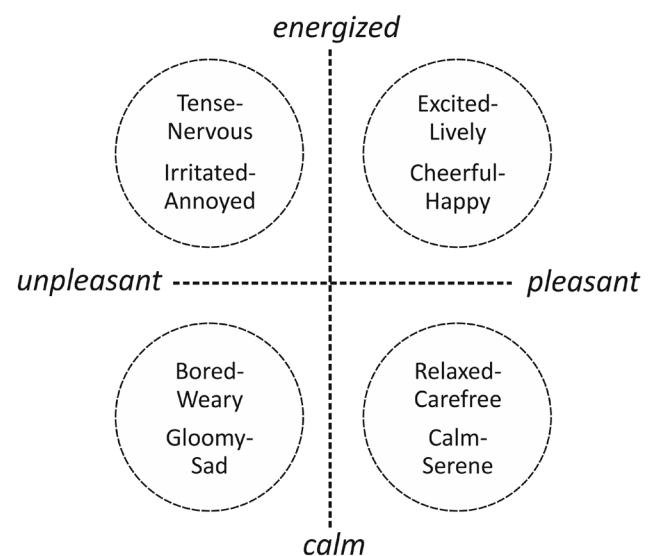 energized
Tense-
Nervous
Irritated-
Annoyed
Excited-
Lively
Cheerful-
Happy
unpleasant
pleasant
Bored-
Weary
Gloomy-
Sad
Relaxed-
Carefree
Calm-
Serene
calm